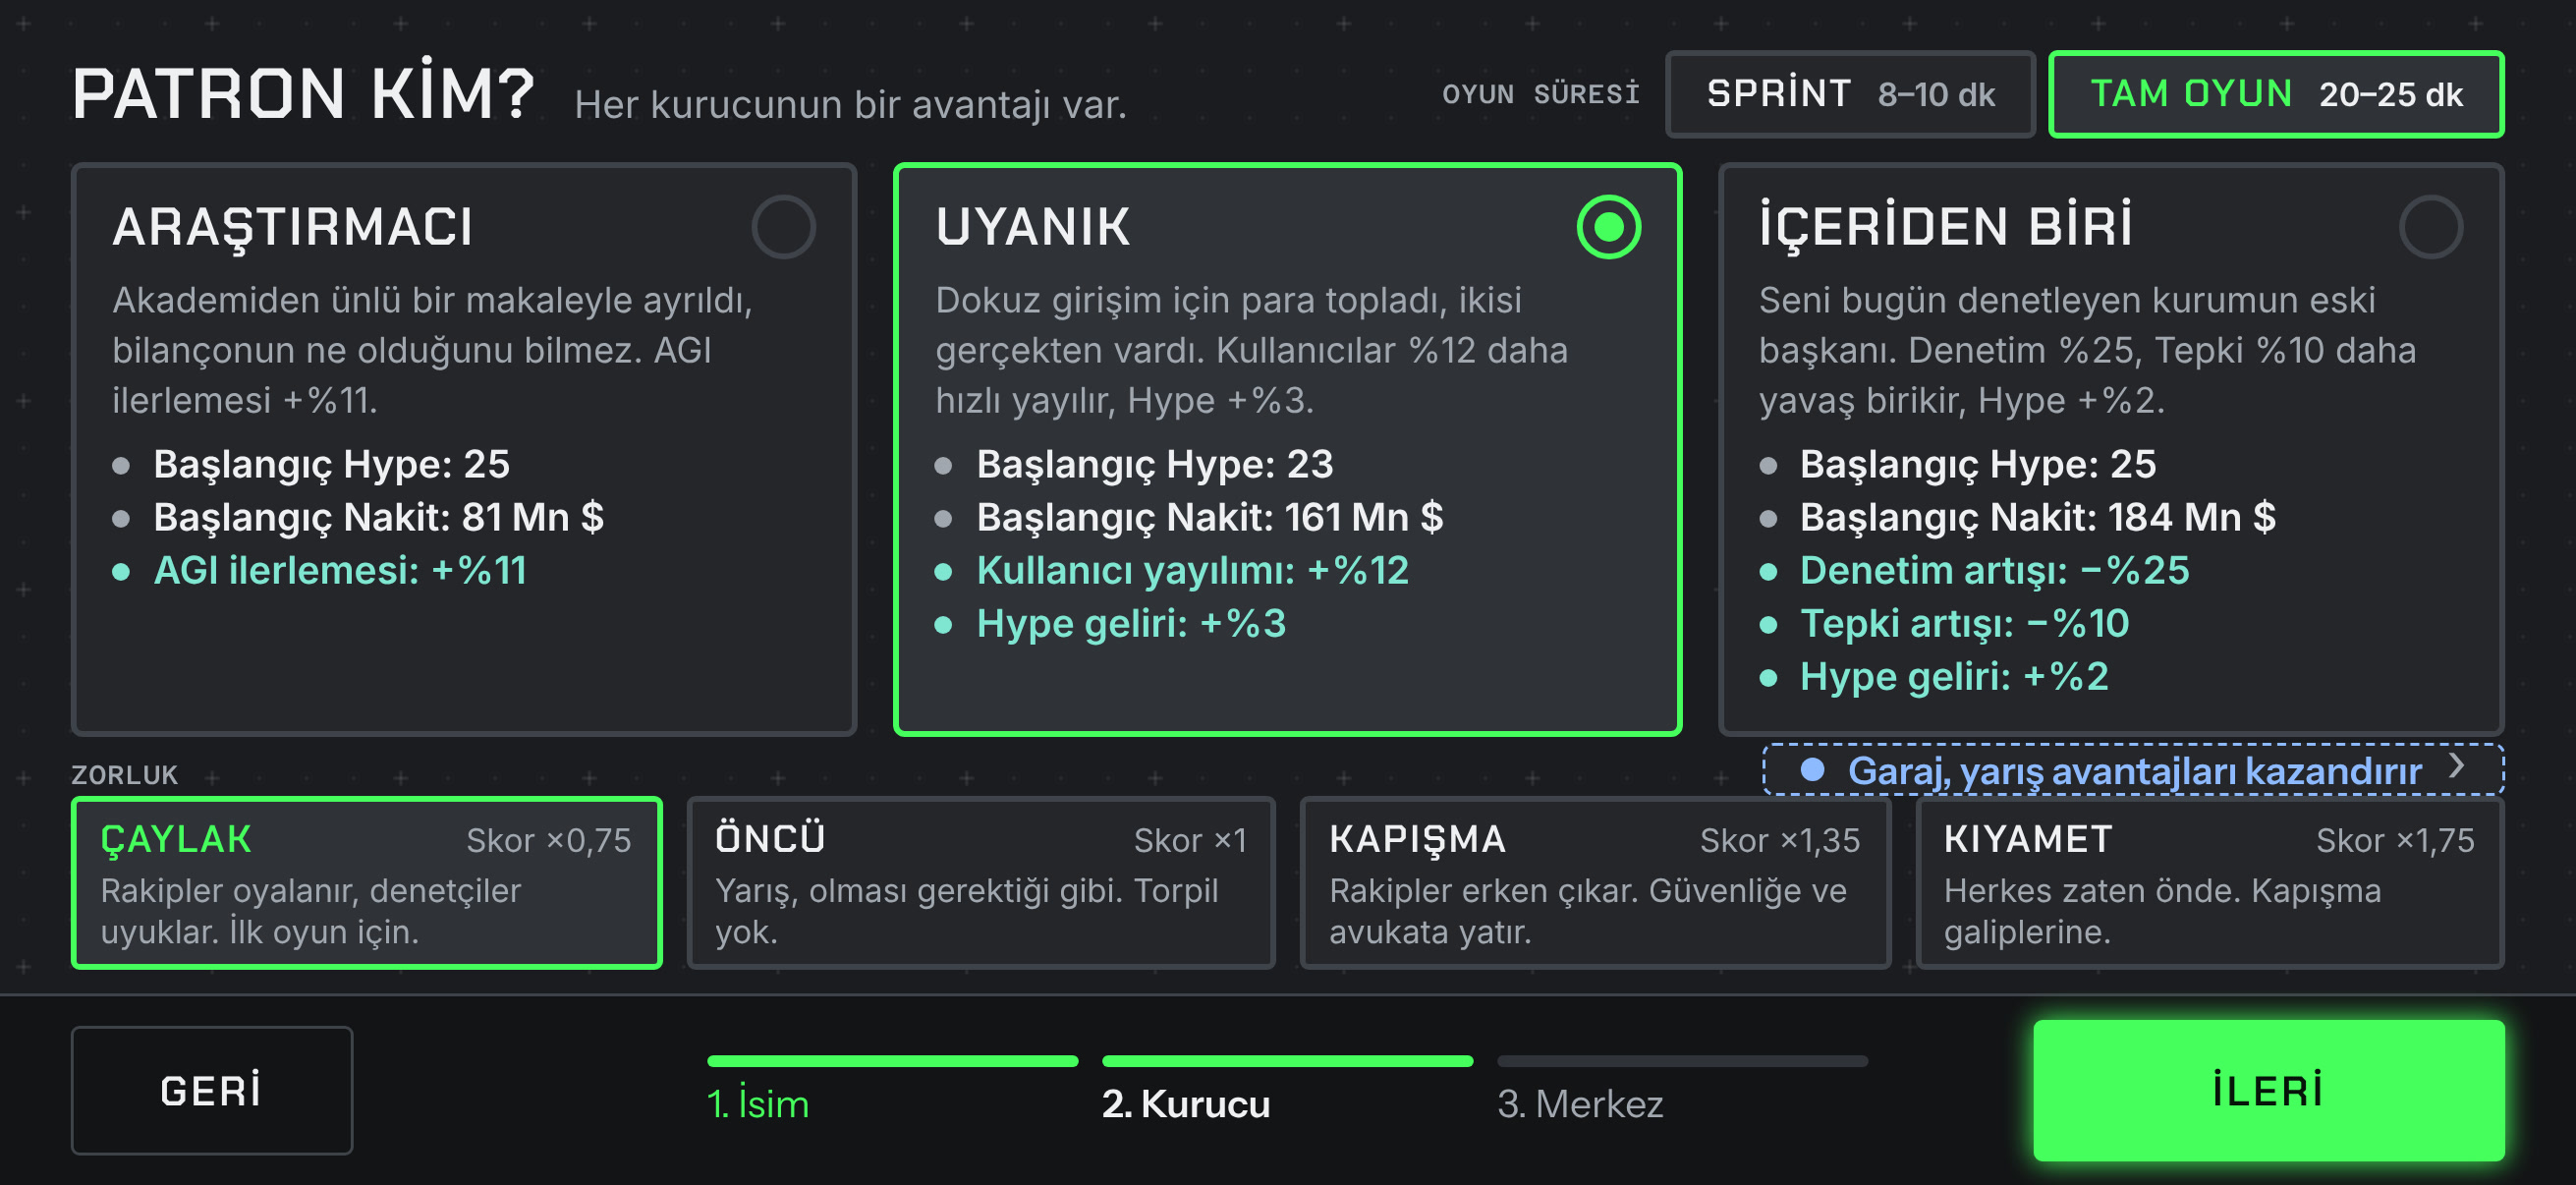 PATRON KİM?
Her kurucunun bir avantajı var.
OYUN SÜRESİ
SPRİNT 8–10 dk
TAM OYUN 20–25 dk
ARAŞTIRMACI
Akademiden ünlü bir makaleyle ayrıldı,
bilançonun ne olduğunu bilmez. AGI
ilerlemesi +%11.
Başlangıç Hype: 25
Başlangıç Nakit: 81 Mn $
AGI ilerlemesi: +%11
UYANIK
Dokuz girişim için para topladı, ikisi
gerçekten vardı. Kullanıcılar %12 daha
hızlı yayılır, Hype +%3.
Başlangıç Hype: 23
Başlangıç Nakit: 161 Mn $
Kullanıcı yayılımı: +%12
Hype geliri: +%3
İÇERİDEN BİRİ
Seni bugün denetleyen kurumun eski
başkanı. Denetim %25, Tepki %10 daha
yavaş birikir, Hype +%2.
Başlangıç Hype: 25
Başlangıç Nakit: 184 Mn $
Denetim artışı: −%25
Tepki artışı: −%10
Hype geliri: +%2
ZORLUK
Garaj, yarış avantajları kazandırır
ÇAYLAK Skor ×0,75
Rakipler oyalanır, denetçiler
uyuklar. İlk oyun için.
ÖNCÜ Skor ×1
Yarış, olması gerektiği gibi. Torpil
yok.
KAPIŞMA Skor ×1,35
Rakipler erken çıkar. Güvenliğe ve
avukata yatır.
KIYAMET Skor ×1,75
Herkes zaten önde. Kapışma
galiplerine.
GERİ
1. İsim
2. Kurucu
3. Merkez
İLERİ